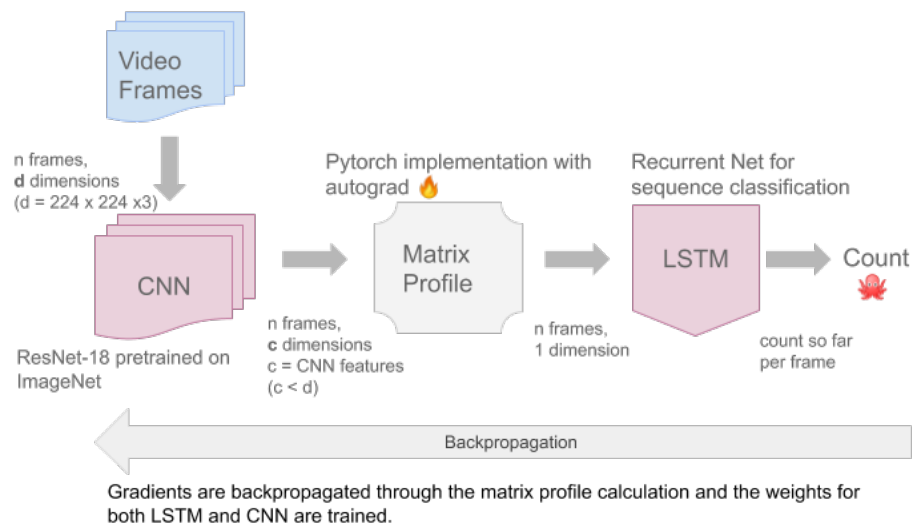 Video
Frames
n frames,
d dimensions
(d = 224 x 224 x3)
Pytorch implementation with
autograd 🔥
Recurrent Net for
sequence classification
CNN
Matrix
Profile
LSTM
Count
🐙
ResNet-18 pretrained on
ImageNet
n frames,
c dimensions
c = CNN features
(c < d)
n frames,
1 dimension
count so far
per frame
Backpropagation
Gradients are backpropagated through the matrix profile calculation and the weights for
both LSTM and CNN are trained.